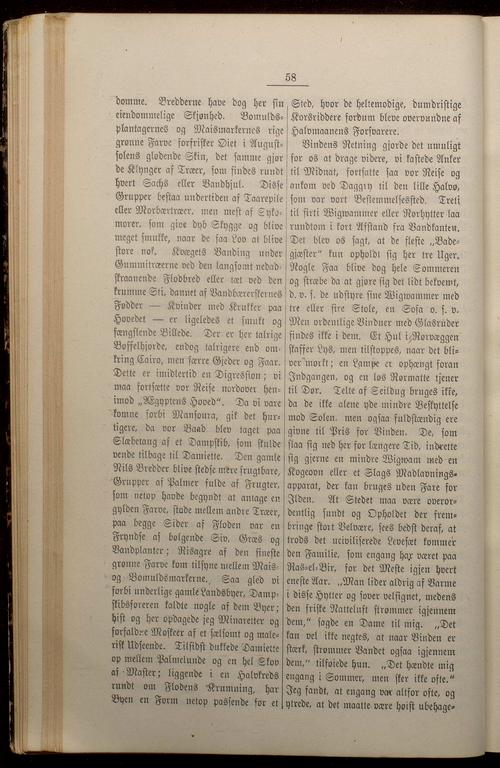 58
domme. Bredderne have dog her sin
eiendommelige Skjønhed. Bomulds-
plantagernes og Maismarkernes rige
grønne Farve forfrisker Øiet i August-
solens glødende Skin, det samme gjør
de Klynger af Træer, som findes rundt
hvert Sachs eller Vandhjul. Disse
Grupper bestaa undertiden af Taarepile
eller Morbærtræer, men mest af Syko-
morer, som give dyb Skygge og blive
meget smukke, naar de faa Lov at blive
store nok. Kvægets Vanding under
Gummitræerne ved den langsomt nedad-
skraanende Flodbred eller tæt ved den
krumme Sti, dannet af Vandbærerskernes
Fødder — Kvinder med Krukker paa
Hovedet — er ligeledes et smukt og
fængslende Billede. Der er her talrige
Bøffelhjorde, endog talrigere end om-
kring Cairo, men færre Gjeder og Faar.
Dette er imidlertid en Digression; vi
maa fortsætte vor Reise nordover hen-
imod „Ægyptens Hoved“. Da vi vare
komne forbi Mansoura, gik det hur-
tigere, da vor Baad blev taget paa
Slæbetaug af et Dampskib, som skulde
vende tilbage til Damiette. Den gamle
Nils Bredder blive stedse mere frugtbare,
Grupper af Palmer fulde af Frugter,
som netop havde begyndt at antage en
gylden Farve, stode mellem andre Træer,
paa begge Sider af Floden var en
Fryndse af bølgende Siv, Græs og
Vandplanter; Risagre af den fineste
grønne Farve kom tilsyne mellem Mais-
og Bomuldsmarkerne. Saa gled vi
forbi underlige gamle Landsbyer, Damp-
skibsføreren kaldte nogle af dem Byer;
hist og her opdagede jeg Minaretter og
forfaldne Moskeer af et sælsomt og male-
risk Udseende. Tilsidst dukkede Damiette
op mellem Palmelunde og en hel Skov
af Master; liggende i en Halvkreds
rundt om Flodens Krumning, har
Byen en Form netop passende for et
Sted, hvor de heltemodige, dumdristige
Korsriddere fordum bleve overvundne af
Halvmaanens Forsvarere.
Vindens Retning gjorde det umuligt
for os at drage videre, vi kastede Anker
til Midnat, fortsatte saa vor Reise og
ankom ved Daggry til den lille Halvø,
som var vort Bestemmelsessted. Treti
til firti Wigwammer eller Rørhytter laa
rundtom i kort Afstand fra Vandkanten.
Det blev os sagt, at de fleste „Bade-
gjæster“ kun opholdt sig her tre Uger.
Nogle Faa blive dog hele Sommeren
og stræbe da at gjøre sig det lidt bekvemt,
d. v. s. de udstyre sine Wigwammer med
tre eller fire Stole, en Sofa o. s. v.
Men ordentlige Vinduer med Glasruder
findes ikke i dem. Et Hul i Rørvæggen
skaffer Lys, men tilstoppes, naar det bli-
ver mørkt; en Lampe er ophængt foran
Indgangen, og en løs Rørmatte tjener
til Dør. Telte af Seildug bruges ikke,
da de ikke alene yde mindre Beskyttelse
mod Solen, men ogsaa fuldstændig ere
givne til Pris for Vinden. De, som
slaa sig ned her for længere Tid, indrette
sig gjerne en mindre Wigwam med en
Kogeovn eller et Slags Madlavnings-
apparat, der kan bruges uden Fare for
Ilden. At Stedet maa være overor-
dentlig sundt og Opholdet der frem-
bringe stort Velvære, sees bedst deraf, at
trods det uciviliserede Levesæt kommer
den Familie, som engang har været paa
Ras-el-Bir, for det Meste igjen hvert
eneste Aar. „Man lider aldrig af Varme
i disse Hytter og sover velsignet, medens
den friske Natteluft strømmer igjennem
dem,“ sagde en Dame til mig. „Det
kan vel ikke negtes, at naar Vinden er
stærk, strømmer Vandet ogsaa igjennem
dem,“ tilføiede hun. „Det hændte mig
engang i Sommer, men sker ikke ofte.“
Jeg fandt, at engang var altfor ofte, og
ytrede, at det maatte være høist ubehage-